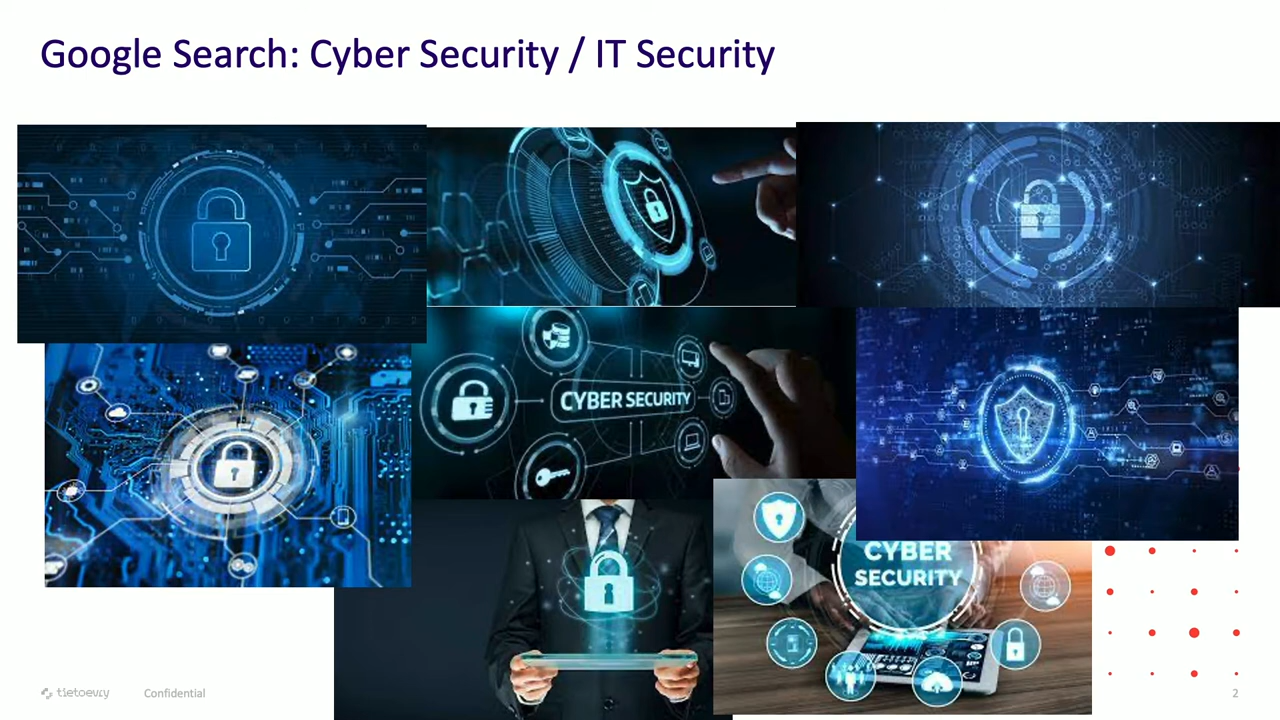 Google Search: Cyber Security / IT Security
CYBER SECURITY
CYBER
SECURITY
tietoevry
Confidential
2